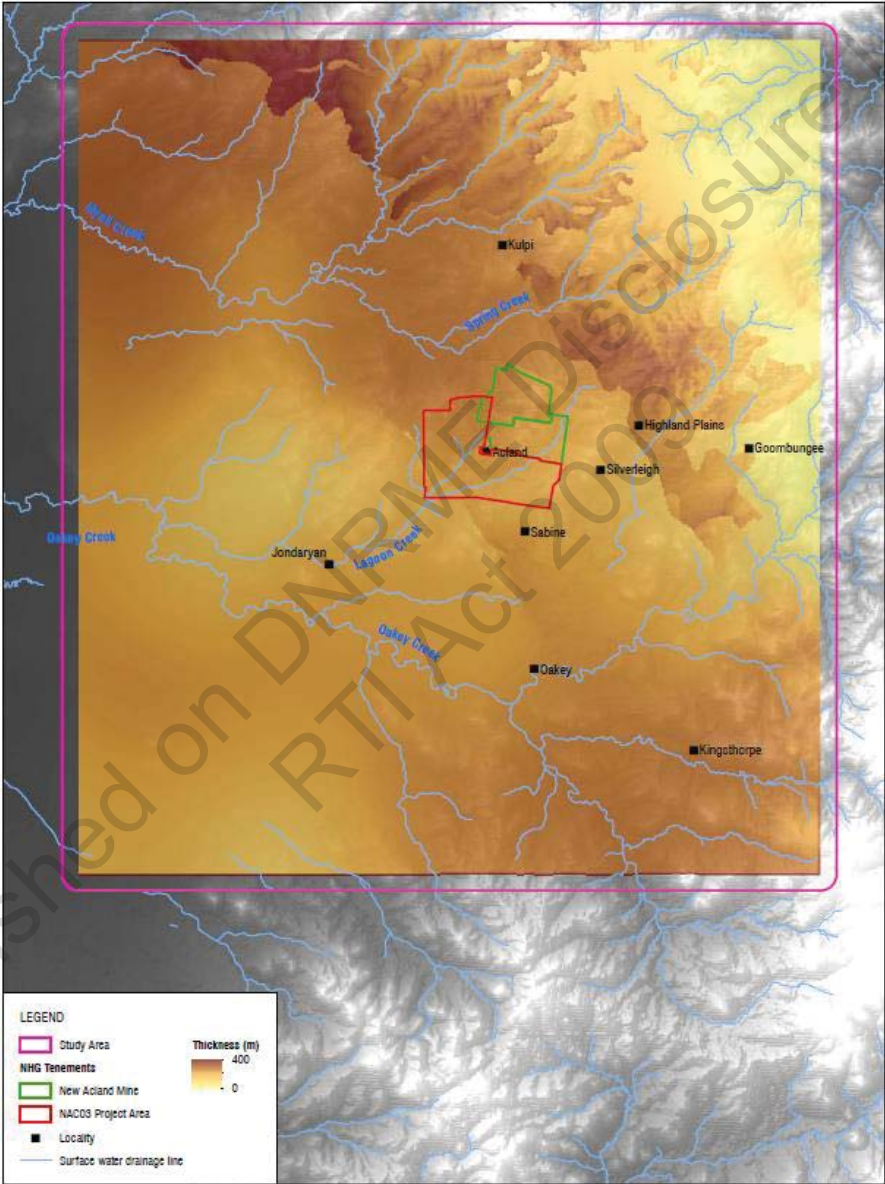 Myall Creek
Kulpi
Spring Creek
Highland Plains
Acland
Goombungee
Silverleigh
Sabine
Oakey Creek
Jondaryan
Lagoon Creek
Oakey Creek
Oakey
Kingsthorpe
shed on DNRME Disclosure
RTI Act 2009
LEGEND
Study Area
NHG Tenements
New Acland Mine
NAC03 Project Area
Locality
Surface water drainage line
Thickness (m)
400
0